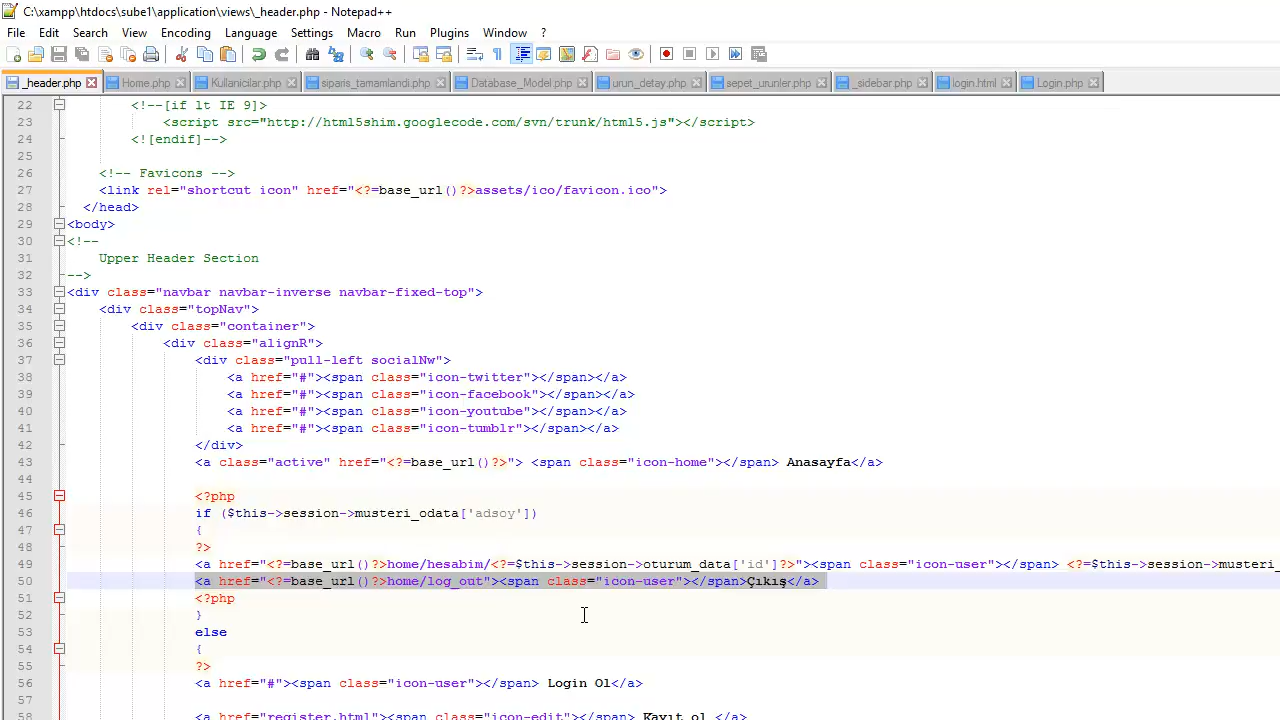 C:\xampp\htdocs\sube1\application\views\_header.php - Notepad++
File Edit Search View Encoding Language Settings Macro Run Plugins Window ?
_header.php Home.php Kullanicilar.php siparis_tamamlandi.php Database_Model.php urun_detay.php sepet_urunler.php _sidebar.php login.html Login.php
22 <!--[if lt IE 9]>
23 <script src="http://html5shim.googlecode.com/svn/trunk/html5.js"></script>
24 <![endif]-->
25
26 <!-- Favicons -->
27 <link rel="shortcut icon" href="<?=base_url()?>assets/ico/favicon.ico">
28 </head>
29 <body>
30 <!--
31 Upper Header Section
32 -->
33 <div class="navbar navbar-inverse navbar-fixed-top">
34 <div class="topNav">
35 <div class="container">
36 <div class="alignR">
37 <div class="pull-left socialNw">
38 <a href="#"><span class="icon-twitter"></span></a>
39 <a href="#"><span class="icon-facebook"></span></a>
40 <a href="#"><span class="icon-youtube"></span></a>
41 <a href="#"><span class="icon-tumblr"></span></a>
42 </div>
43 <a class="active" href="<?=base_url()?>"> <span class="icon-home"></span> Anasayfa</a>
44
45 <?php
46 if ($this->session->musteri_odata['adsoy'])
47 {
48 ?>
49 <a href="<?=base_url()?>home/hesabim/<?=$this->session->oturum_data['id']?>"><span class="icon-user"></span> <?=$this->session->musteri_
50 <a href="<?=base_url()?>home/log_out"><span class="icon-user"></span>Çıkış</a>
51 <?php
52 }
53 else
54 {
55 ?>
56 <a href="#"><span class="icon-user"></span> Login Ol</a>
57
58 <a href="register.html"><span class="icon-edit"></span> Kayıt ol </a>